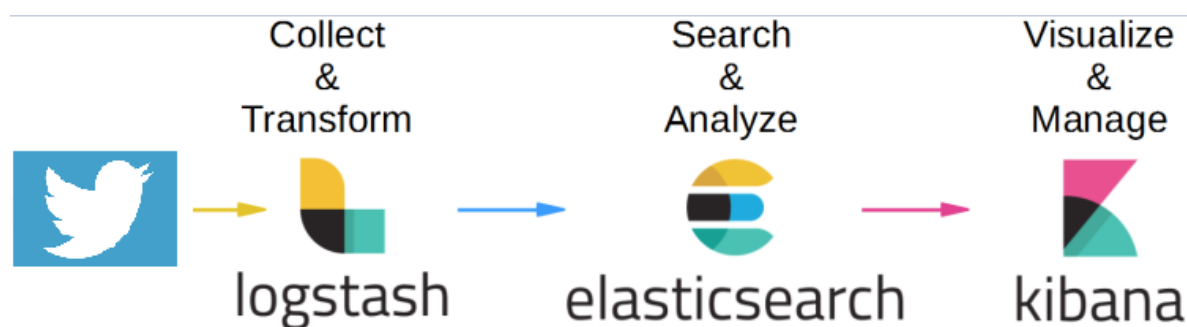 Collect
&
Transform
Search
&
Analyze
Visualize
&
Manage
logstash
elasticsearch
kibana